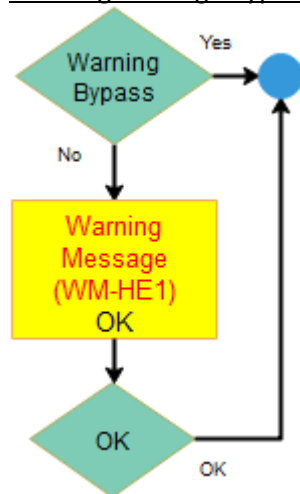 Warning
Bypass
Yes
No
Warning
Message
(WM-HE1)
OK
OK
OK